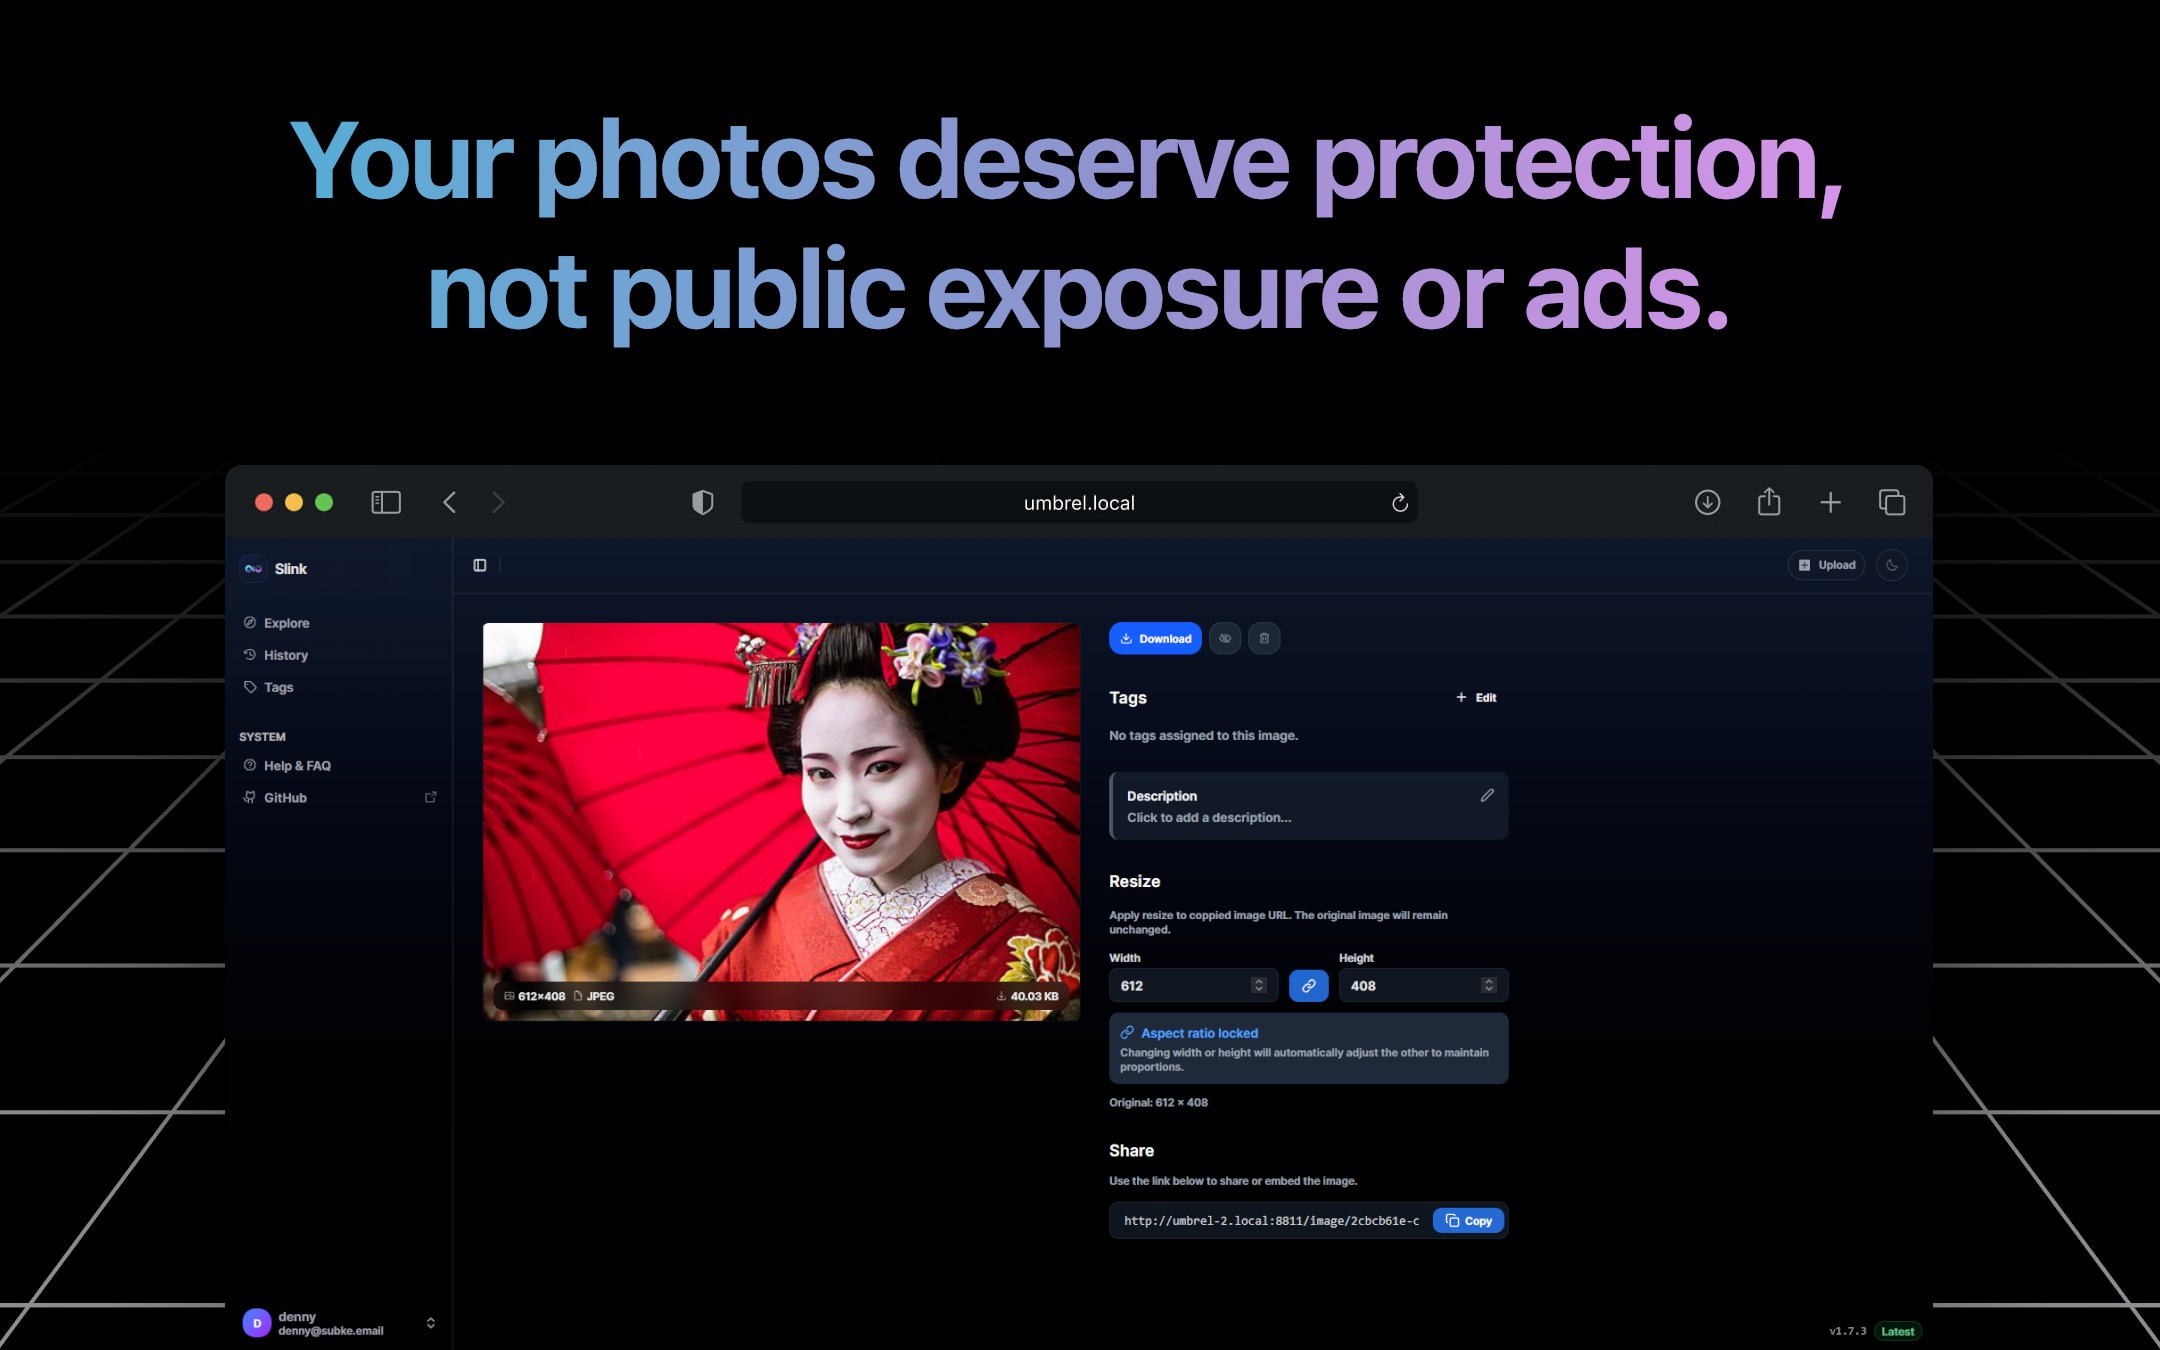 Your photos deserve protection,
not public exposure or ads.
umbrel.local
Slink
Upload
Explore
History
Tags
SYSTEM
Help & FAQ
GitHub
612×408 JPEG
40.03 KB
Download
Tags
Edit
No tags assigned to this image.
Description
Click to add a description...
Resize
Apply resize to coppied image URL. The original image will remain
unchanged.
Width
Height
612
408
Aspect ratio locked
Changing width or height will automatically adjust the other to maintain
proportions.
Original: 612 × 408
Share
Use the link below to share or embed the image.
http://umbrel-2.local:8811/image/2cbcb61e-c
Copy
D
denny
denny@subke.email
v1.7.3
Latest